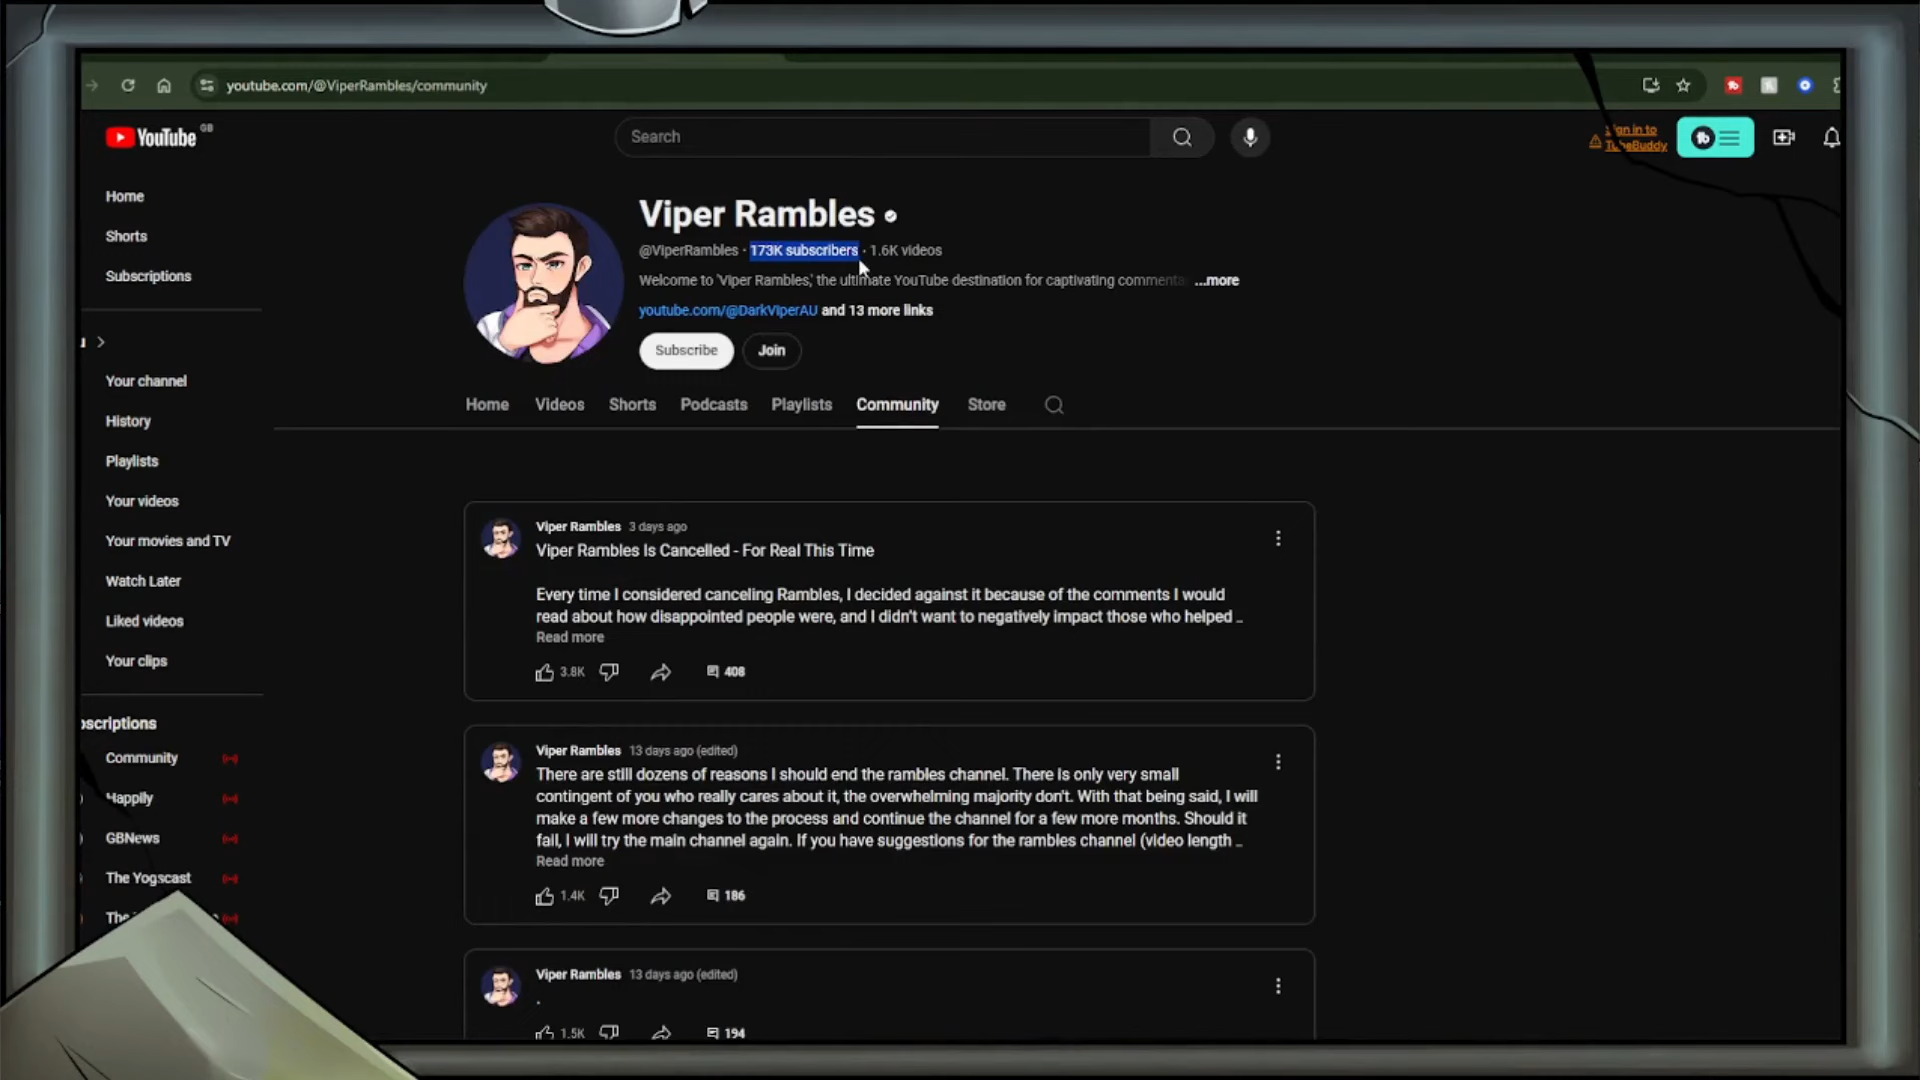 youtube.com/@ViperRambles/community
YouTube GB
Search
sign in to
TubeBuddy
Home
Shorts
Subscriptions
Viper Rambles
@ViperRambles · 173K subscribers · 1.6K videos
Welcome to 'Viper Rambles,' the ultimate YouTube destination for captivating commenta ...more
youtube.com/@DarkViperAU and 13 more links
Subscribe Join
Your channel
History
Playlists
Your videos
Your movies and TV
Watch Later
Liked videos
Your clips
Home Videos Shorts Podcasts Playlists Community Store
Viper Rambles 3 days ago
Viper Rambles Is Cancelled - For Real This Time
Every time I considered canceling Rambles, I decided against it because of the comments I would
read about how disappointed people were, and I didn't want to negatively impact those who helped ..
Read more
3.8K 408
bscriptions
Community
Happily
GBNews
The Yogscast
The
Viper Rambles 13 days ago (edited)
There are still dozens of reasons I should end the rambles channel. There is only very small
contingent of you who really cares about it, the overwhelming majority don't. With that being said, I will
make a few more changes to the process and continue the channel for a few more months. Should it
fail, I will try the main channel again. If you have suggestions for the rambles channel (video length ..
Read more
1.4K 186
Viper Rambles 13 days ago (edited)
.
1.5K 194